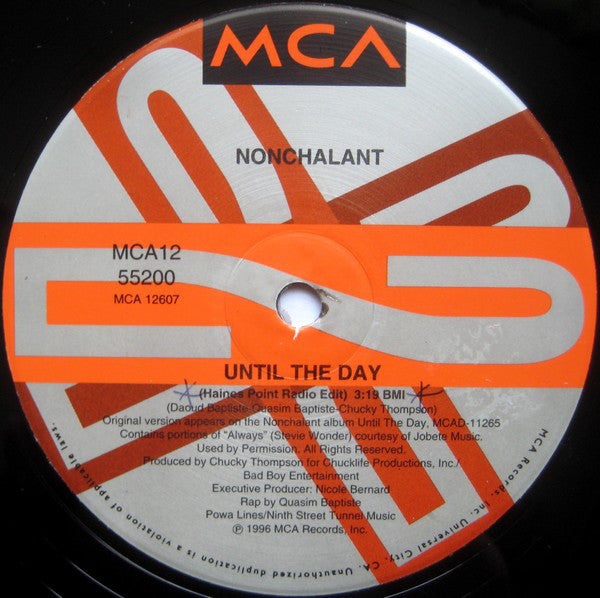 MCA
NONCHALANT
MCA12
55200
MCA 12607
UNTIL THE DAY
(Haines Point Radio Edit) 3:19 BMI
(Daoud Baptiste-Quasim Baptiste-Chucky Thompson)
Original version appears on the Nonchalant album Until The Day, MCAD-11265
Contains portions of "Always" (Stevie Wonder) courtesy of Jobete Music.
Used by Permission. All Rights Reserved.
Produced by Chucky Thompson for Chucklife Productions, Inc./
Bad Boy Entertainment
Executive Producer: Nicole Bernard
Rap by Quasim Baptiste
Powa Lines/Ninth Street Tunnel Music
℗ 1996 MCA Records, Inc.
MCA Records, Inc. Universal City, CA. Unauthorized duplication is a violation of applicable laws.